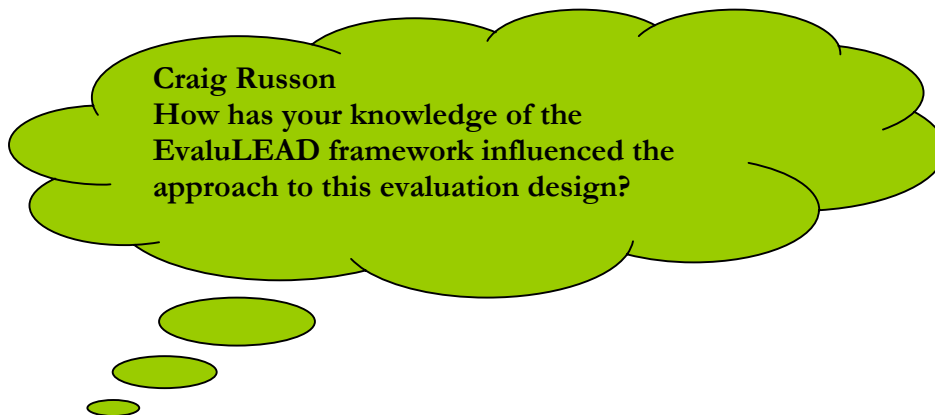 Craig Russon
How has your knowledge of the
EvaluLEAD framework influenced the
approach to this evaluation design?